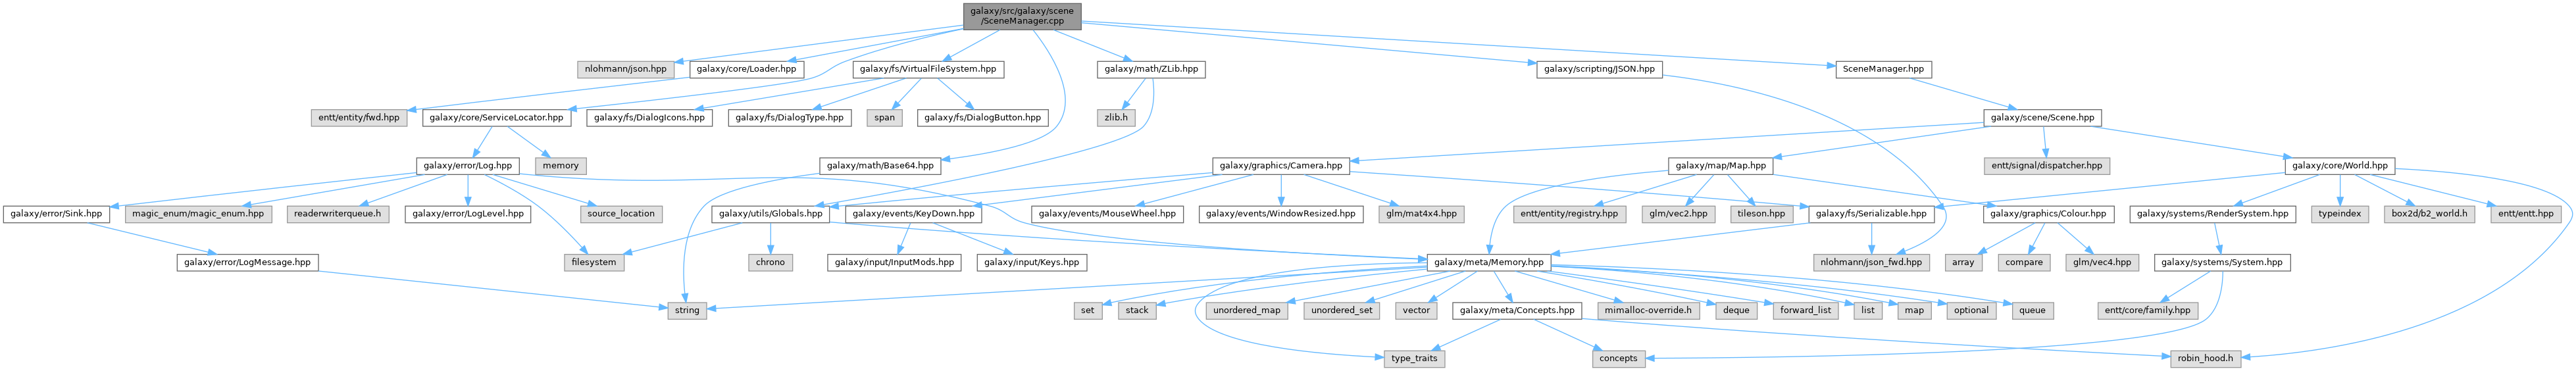 galaxy/src/galaxy/scene
/SceneManager.cpp
nlohmann/json.hpp
galaxy/core/Loader.hpp
galaxy/fs/VirtualFileSystem.hpp
galaxy/math/ZLib.hpp
galaxy/scripting/JSON.hpp
SceneManager.hpp
entt/entity/fwd.hpp
galaxy/core/ServiceLocator.hpp
galaxy/fs/DialogIcons.hpp
galaxy/fs/DialogType.hpp
span
galaxy/fs/DialogButton.hpp
zlib.h
galaxy/scene/Scene.hpp
galaxy/error/Log.hpp
memory
galaxy/math/Base64.hpp
galaxy/graphics/Camera.hpp
galaxy/map/Map.hpp
entt/signal/dispatcher.hpp
galaxy/core/World.hpp
galaxy/error/Sink.hpp
magic_enum/magic_enum.hpp
readerwriterqueue.h
galaxy/error/LogLevel.hpp
source_location
galaxy/utils/Globals.hpp
galaxy/events/KeyDown.hpp
galaxy/events/MouseWheel.hpp
galaxy/events/WindowResized.hpp
glm/mat4x4.hpp
entt/entity/registry.hpp
glm/vec2.hpp
tileson.hpp
galaxy/fs/Serializable.hpp
galaxy/graphics/Colour.hpp
galaxy/systems/RenderSystem.hpp
typeindex
box2d/b2_world.h
entt/entt.hpp
galaxy/error/LogMessage.hpp
filesystem
chrono
galaxy/input/InputMods.hpp
galaxy/input/Keys.hpp
galaxy/meta/Memory.hpp
nlohmann/json_fwd.hpp
array
compare
glm/vec4.hpp
galaxy/systems/System.hpp
string
set
stack
unordered_map
unordered_set
vector
galaxy/meta/Concepts.hpp
mimalloc-override.h
deque
forward_list
list
map
optional
queue
entt/core/family.hpp
type_traits
concepts
robin_hood.h